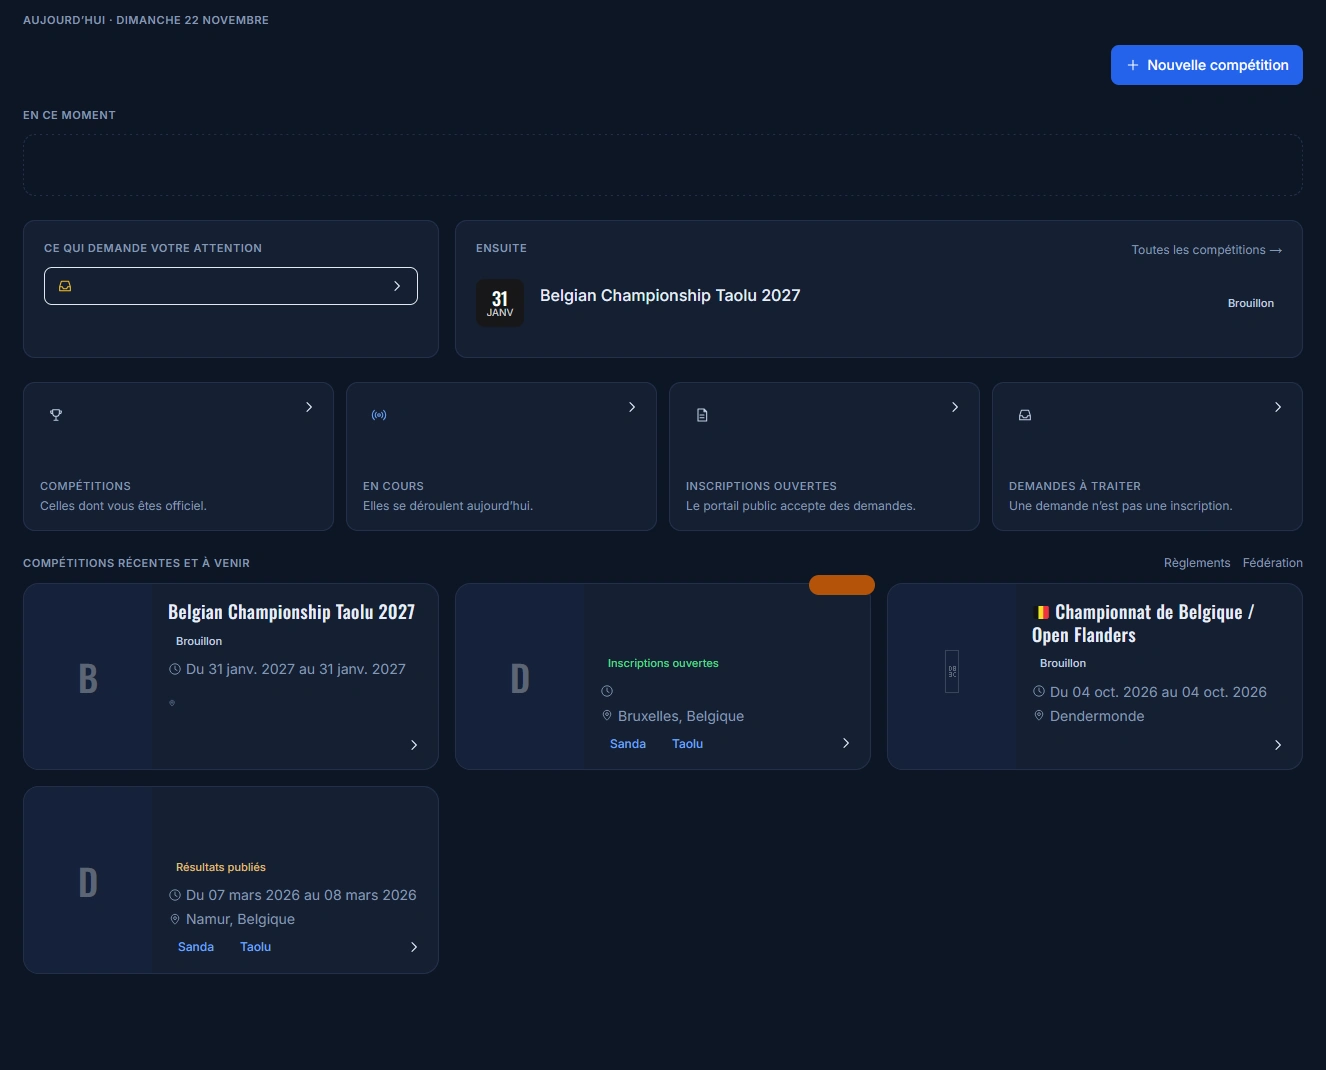 AUJOURD'HUI · DIMANCHE 22 NOVEMBRE
+ Nouvelle compétition
EN CE MOMENT
CE QUI DEMANDE VOTRE ATTENTION
ENSUITE
Toutes les compétitions →
31
JANV
Belgian Championship Taolu 2027
Brouillon
COMPÉTITIONS
Celles dont vous êtes officiel.
EN COURS
Elles se déroulent aujourd'hui.
INSCRIPTIONS OUVERTES
Le portail public accepte des demandes.
DEMANDES À TRAITER
Une demande n'est pas une inscription.
COMPÉTITIONS RÉCENTES ET À VENIR
Règlements
Fédération
B
Belgian Championship Taolu 2027
Brouillon
Du 31 janv. 2027 au 31 janv. 2027
D
Inscriptions ouvertes
Bruxelles, Belgique
Sanda Taolu
🇧🇪 Championnat de Belgique /
Open Flanders
Brouillon
Du 04 oct. 2026 au 04 oct. 2026
Dendermonde
D
Résultats publiés
Du 07 mars 2026 au 08 mars 2026
Namur, Belgique
Sanda Taolu